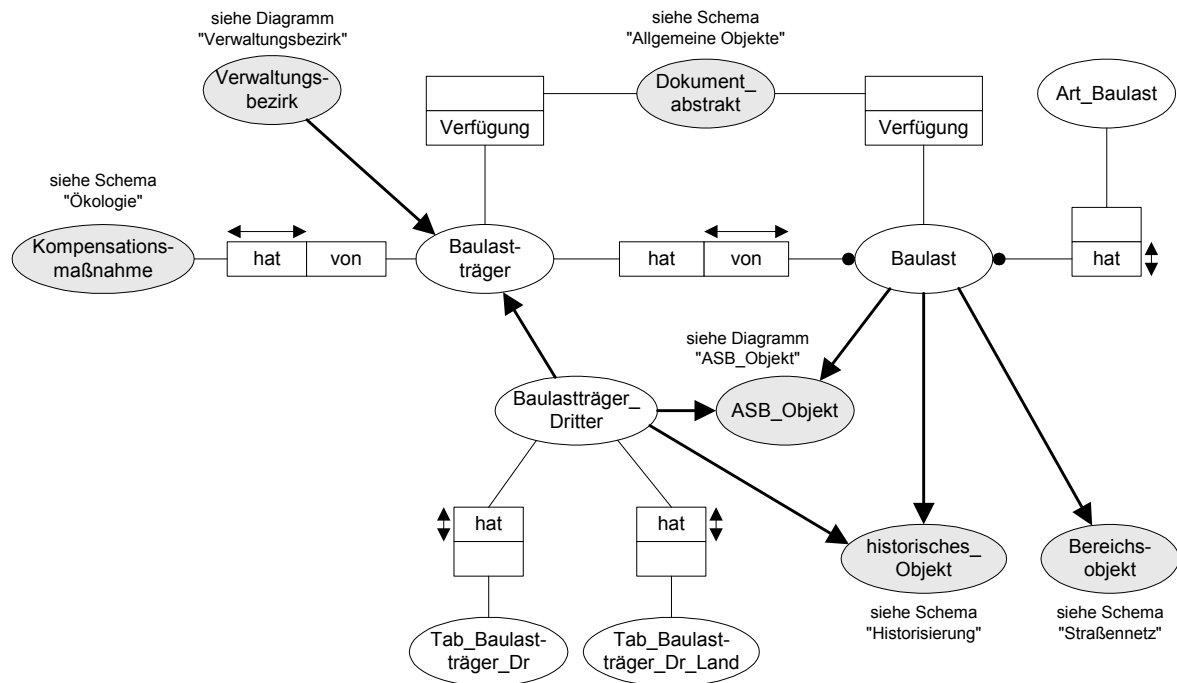 siehe Diagramm
"Verwaltungsbezirk"
Verwaltungs-
bezirk
siehe Schema
"Allgemeine Objekte"
Dokument_
abstrakt
Art_Baulast
Verfügung
Verfügung
siehe Schema
"Ökologie"
Kompensations-
maßnahme
hat
von
Baulast-
träger
hat
von
Baulast
hat
siehe Diagramm
"ASB_Objekt"
ASB_Objekt
Baulastträger_
Dritter
hat
hat
historisches_
Objekt
siehe Schema
"Historisierung"
Bereichs-
objekt
siehe Schema
"Straßennetz"
Tab_Baulast-
träger_Dr
Tab_Baulast-
träger_Dr_Land